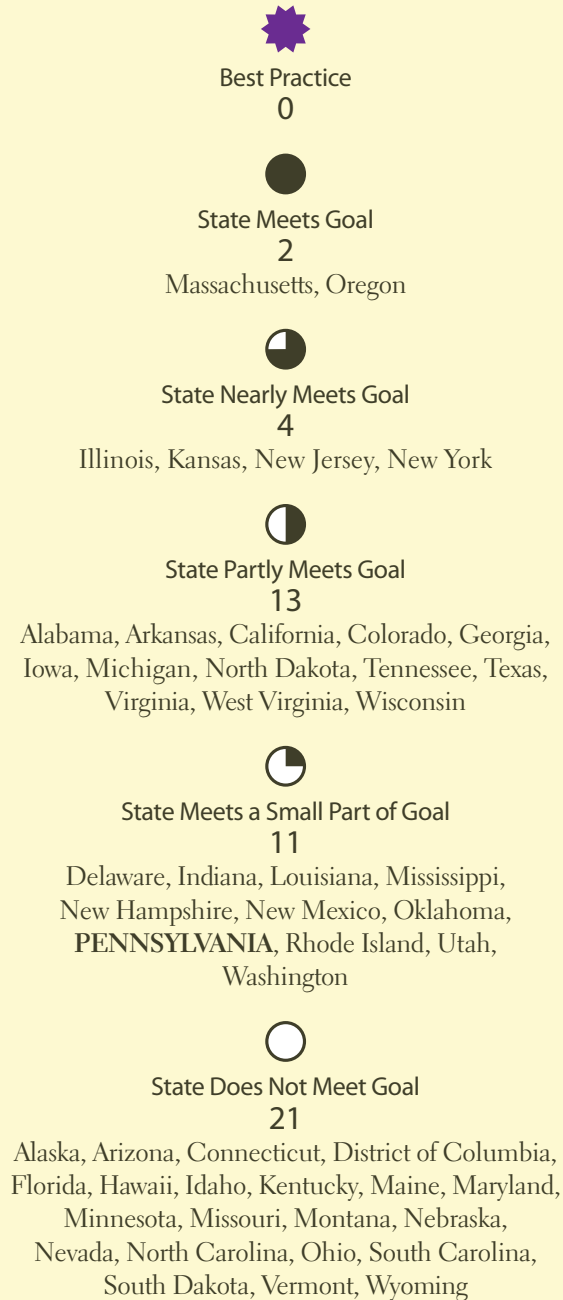 Best Practice
0
State Meets Goal
2
Massachusetts, Oregon
State Nearly Meets Goal
4
Illinois, Kansas, New Jersey, New York
State Partly Meets Goal
13
Alabama, Arkansas, California, Colorado, Georgia,
Iowa, Michigan, North Dakota, Tennessee, Texas,
Virginia, West Virginia, Wisconsin
State Meets a Small Part of Goal
11
Delaware, Indiana, Louisiana, Mississippi,
New Hampshire, New Mexico, Oklahoma,
PENNSYLVANIA, Rhode Island, Utah,
Washington
State Does Not Meet Goal
21
Alaska, Arizona, Connecticut, District of Columbia,
Florida, Hawaii, Idaho, Kentucky, Maine, Maryland,
Minnesota, Missouri, Montana, Nebraska,
Nevada, North Carolina, Ohio, South Carolina,
South Dakota, Vermont, Wyoming